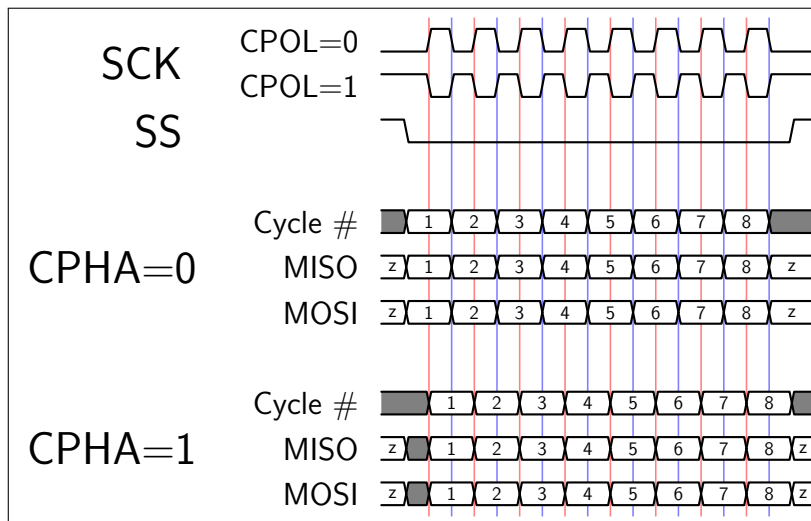 SCK CPOL=0
CPOL=1
SS
Cycle # 1 2 3 4 5 6 7 8
CPHA=0 MISO z 1 2 3 4 5 6 7 8 z
MOSI z 1 2 3 4 5 6 7 8 z
Cycle # 1 2 3 4 5 6 7 8
CPHA=1 MISO z 1 2 3 4 5 6 7 8 z
MOSI z 1 2 3 4 5 6 7 8 z